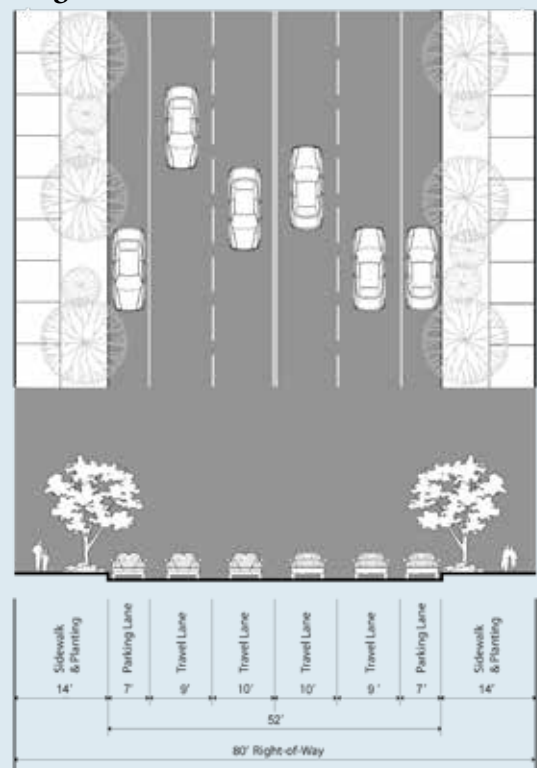 Sidewalk
& Planting
Parking Lane
Travel Lane
Travel Lane
Travel Lane
Travel Lane
Parking Lane
Sidewalk
& Planting
14' 7' 9' 10' 10' 9' 7' 14'
52'
80' Right-of-Way